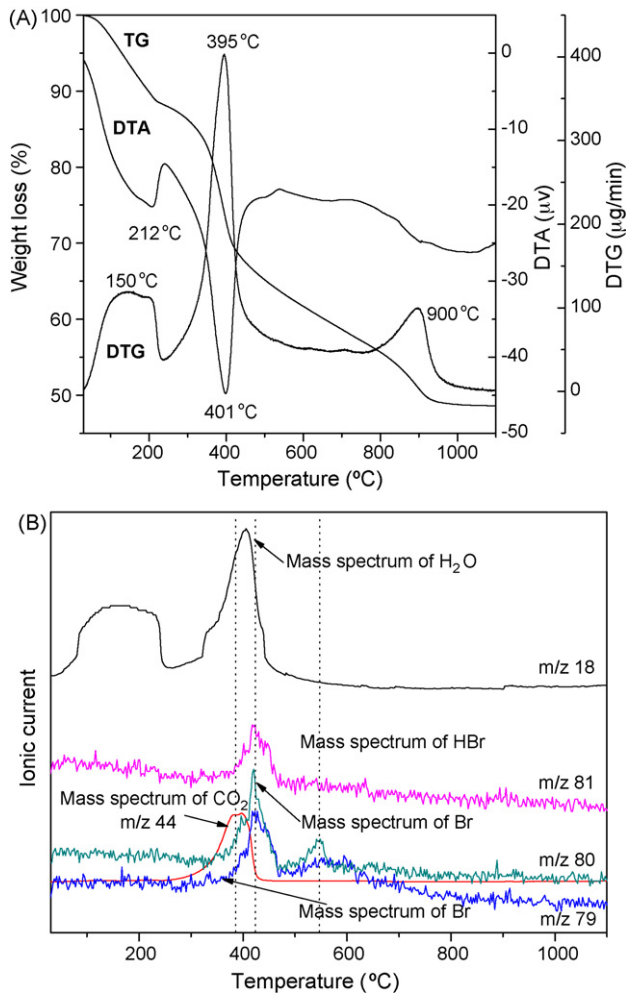 (A)
100
90
80
70
60
50
Weight loss (%)
TG
395 °C
DTA
212 °C
150 °C
DTG
401 °C
900 °C
0
-10
-20
-30
-40
-50
DTA (μv)
400
300
200
100
0
DTG (μg/min)
200 400 600 800 1000
Temperature (ºC)
(B)
Ionic current
Mass spectrum of H2O
m/z 18
Mass spectrum of HBr
m/z 81
Mass spectrum of CO2
m/z 44
Mass spectrum of Br
m/z 80
Mass spectrum of Br
m/z 79
200 400 600 800 1000
Temperature (ºC)